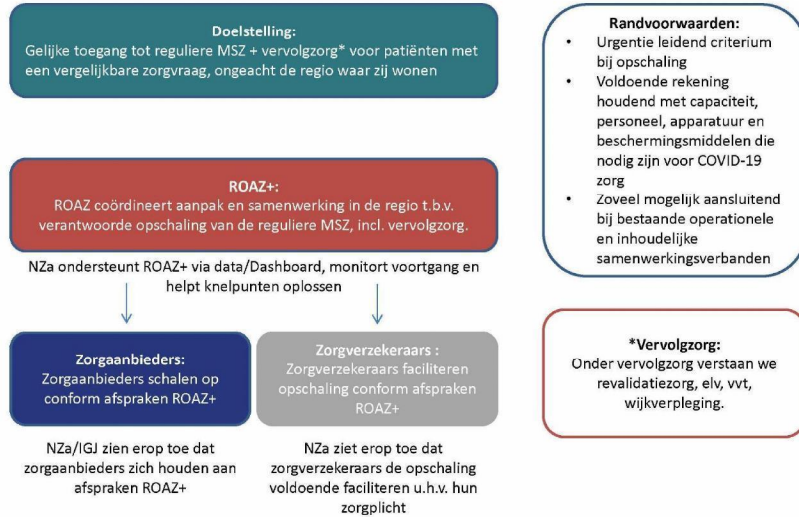 Doelstelling:
Gelijke toegang tot reguliere MSZ + vervolgzorg* voor patiënten met
een vergelijkbare zorgvraag, ongeacht de regio waar zij wonen
ROAZ+:
ROAZ coördineert aanpak en samenwerking in de regio t.b.v.
verantwoorde opschaling van de reguliere MSZ, incl. vervolgzorg.
NZa ondersteunt ROAZ+ via data/Dashboard, monitort voortgang en
helpt knelpunten oplossen
Zorgaanbieders:
Zorgaanbieders schalen op
conform afspraken ROAZ+
NZa/IGJ zien erop toe dat
zorgaanbieders zich houden aan
afspraken ROAZ+
Zorgverzekeraars :
Zorgverzekeraars faciliteren
opschaling conform afspraken
ROAZ+
NZa ziet erop toe dat
zorgverzekeraars de opschaling
voldoende faciliteren u.h.v. hun
zorgplicht
Randvoorwaarden:
• Urgentie leidend criterium
bij opschaling
• Voldoende rekening
houdend met capaciteit,
personeel, apparatuur en
beschermingsmiddelen die
nodig zijn voor COVID-19
zorg
• Zoveel mogelijk aansluitend
bij bestaande operationele
en inhoudelijke
samenwerkingsverbanden
*Vervolgzorg:
Onder vervolgzorg verstaan we
revalidatiezorg, elv, vvt,
wijkverpleging.